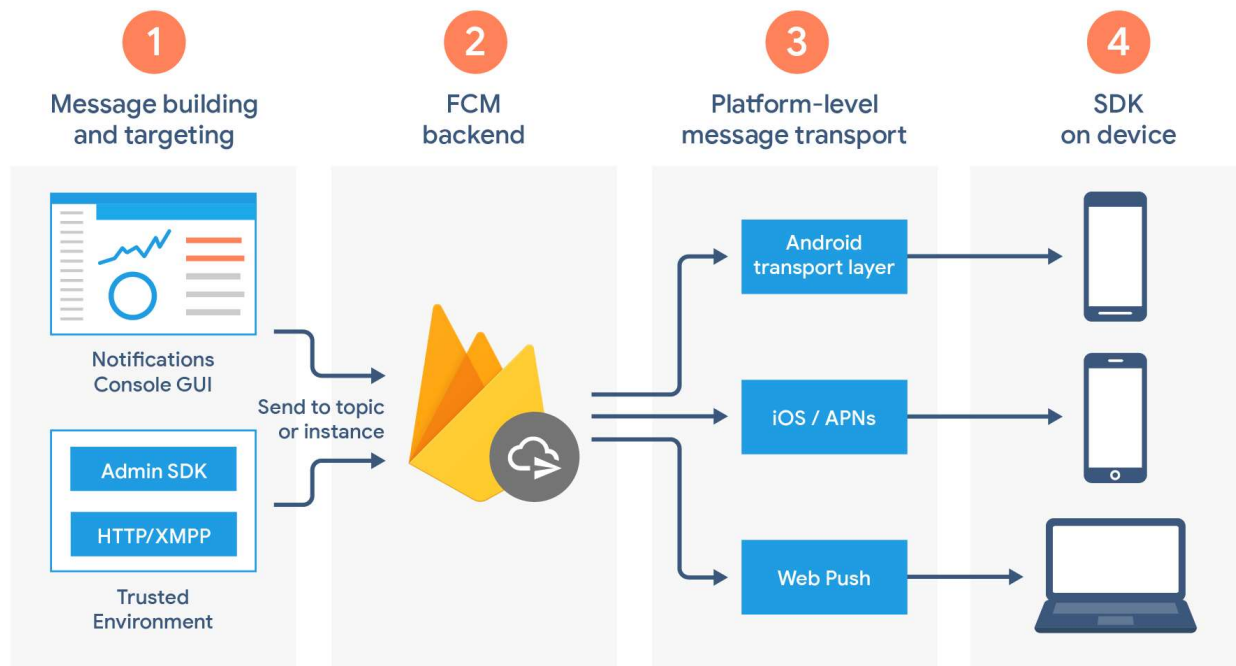 1
Message building
and targeting
2
FCM
backend
3
Platform-level
message transport
4
SDK
on device
Notifications
Console GUI
Admin SDK
HTTP/XMPP
Trusted
Environment
Send to topic
or instance
Android
transport layer
iOS / APNs
Web Push